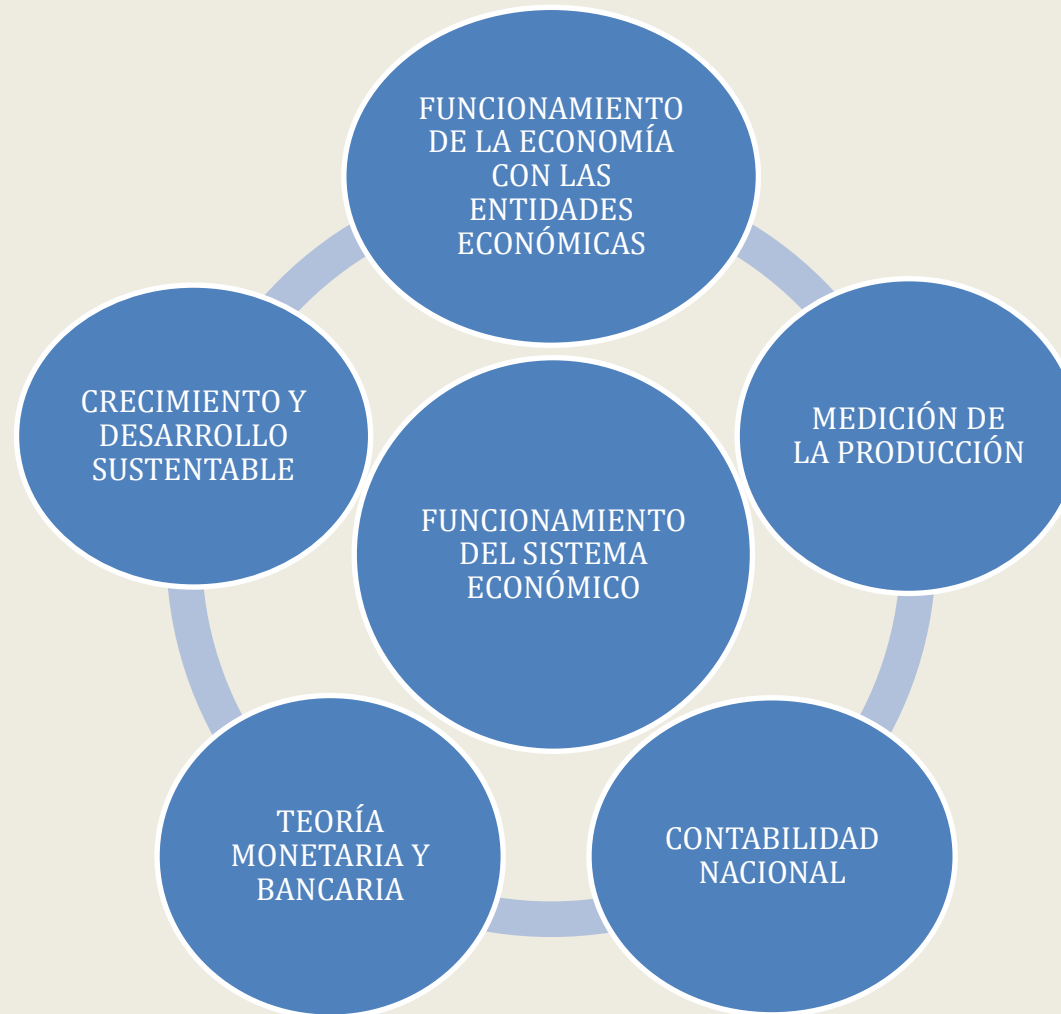 FUNCIONAMIENTO
DE LA ECONOMÍA
CON LAS
ENTIDADES
ECONÓMICAS
MEDICIÓN DE
LA PRODUCCIÓN
CONTABILIDAD
NACIONAL
TEORÍA
MONETARIA Y
BANCARIA
CRECIMIENTO Y
DESARROLLO
SUSTENTABLE
FUNCIONAMIENTO
DEL SISTEMA
ECONÓMICO